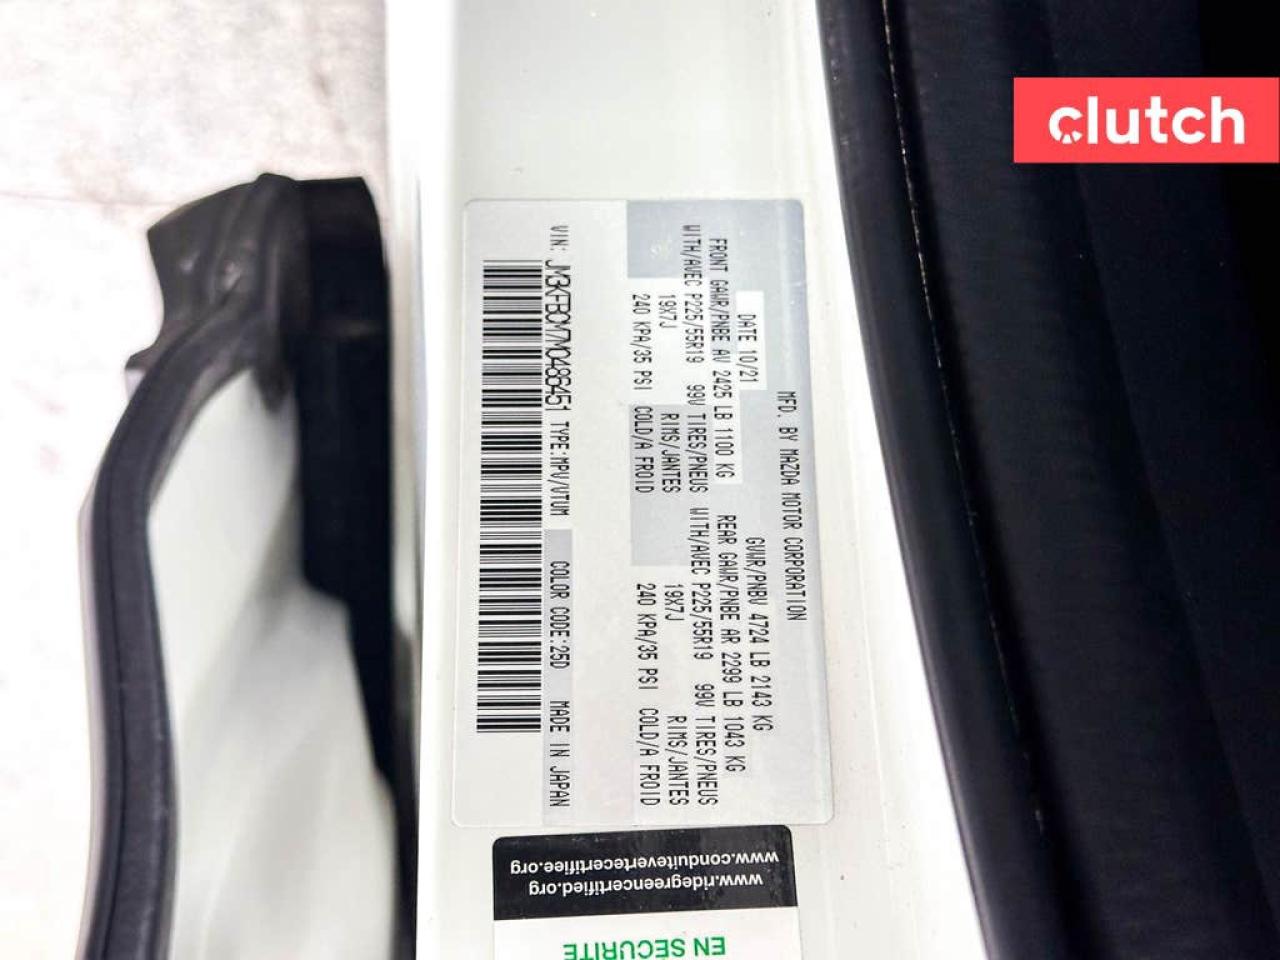 clutch
MFD. BY MAZDA MOTOR CORPORATION
DATE 10/21 GVWR/PNBV 4724 LB 2143 KG
FRONT GAWR/PNBE AV 2425 LB 1100 KG REAR GAWR/PNBE AR 2299 LB 1043 KG
WITH/AVEC P225/55R19 99V TIRES/PNEUS WITH/AVEC P225/55R19 99V TIRES/PNEUS
19X7J RIMS/JANTES 19X7J RIMS/JANTES
240 KPA/35 PSI COLD/A FROID 240 KPA/35 PSI COLD/A FROID
VIN: JM3KFBCM7M0486451 TYPE:MPV/VTUM COLOR CODE:25D MADE IN JAPAN
EN SÉCURITÉ
www.ridegreencertified.org
www.conduitevertecertifiee.org